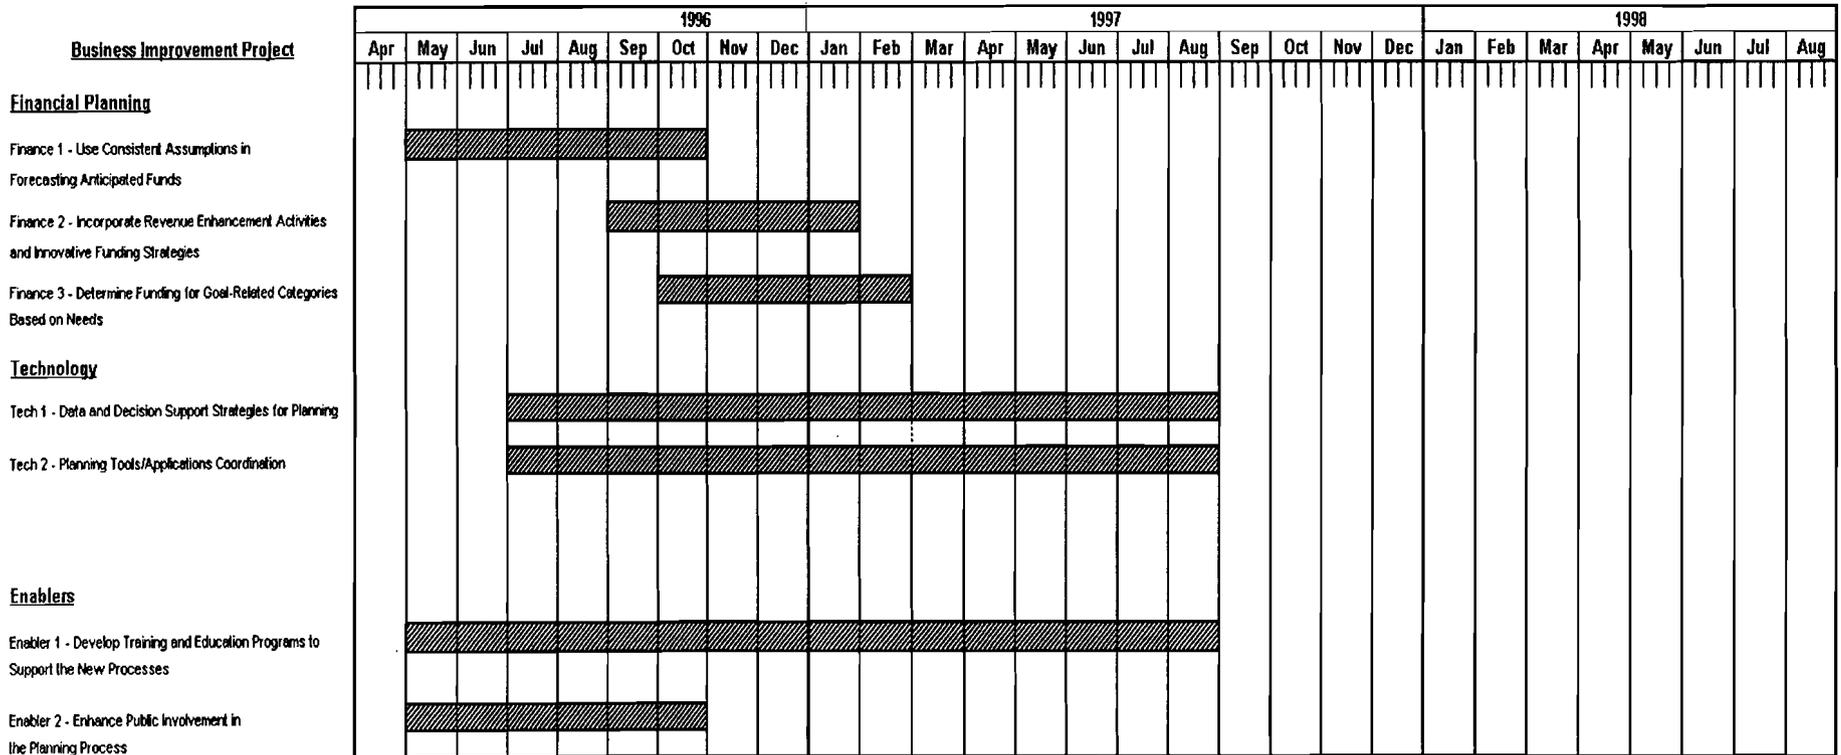 1996 1997 1998
Business Improvement Project Apr May Jun Jul Aug Sep Oct Nov Dec Jan Feb Mar Apr May Jun Jul Aug Sep Oct Nov Dec Jan Feb Mar Apr May Jun Jul Aug
Financial Planning
Finance 1 - Use Consistent Assumptions in
Forecasting Anticipated Funds
Finance 2 - Incorporate Revenue Enhancement Activities
and Innovative Funding Strategies
Finance 3 - Determine Funding for Goal-Related Categories
Based on Needs
Technology
Tech 1 - Data and Decision Support Strategies for Planning
Tech 2 - Planning Tools/Applications Coordination
Enablers
Enabler 1 - Develop Training and Education Programs to
Support the New Processes
Enabler 2 - Enhance Public Involvement in
the Planning Process